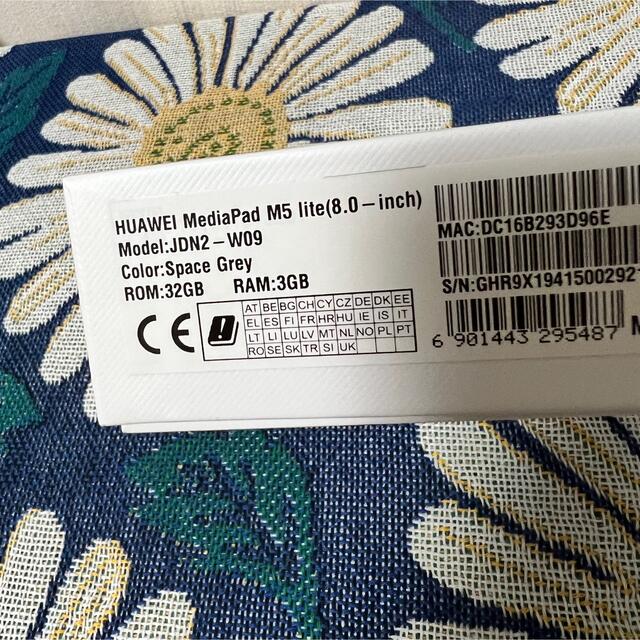 HUAWEI MediaPad M5 lite(8.0-inch)
Model:JDN2-W09
Color:Space Grey
ROM:32GB RAM:3GB
CE
AT BE BG CH CY CZ DE DK EE
EL ES FI FR HR HU IE IS IT
LT LI LU LV MT NL NO PL PT
RO SE SK TR SI UK
MAC:DC16B293D96E
S/N:GHR9X1941500292
6 901443 295487